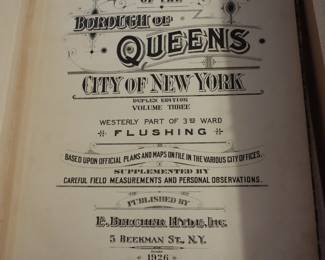 OF THE
BOROUGH OF
QUEENS
CITY OF NEW YORK
DUPLEX EDITION
VOLUME THREE
WESTERLY PART OF 3RD WARD
FLUSHING
BASED UPON OFFICIAL PLANS AND MAPS ON FILE IN THE VARIOUS CITY OFFICES,
SUPPLEMENTED BY
CAREFUL FIELD MEASUREMENTS AND PERSONAL OBSERVATIONS.
PUBLISHED BY
E. BELCHER HYDE, INC.
5 BEEKMAN ST., N.Y.
1926